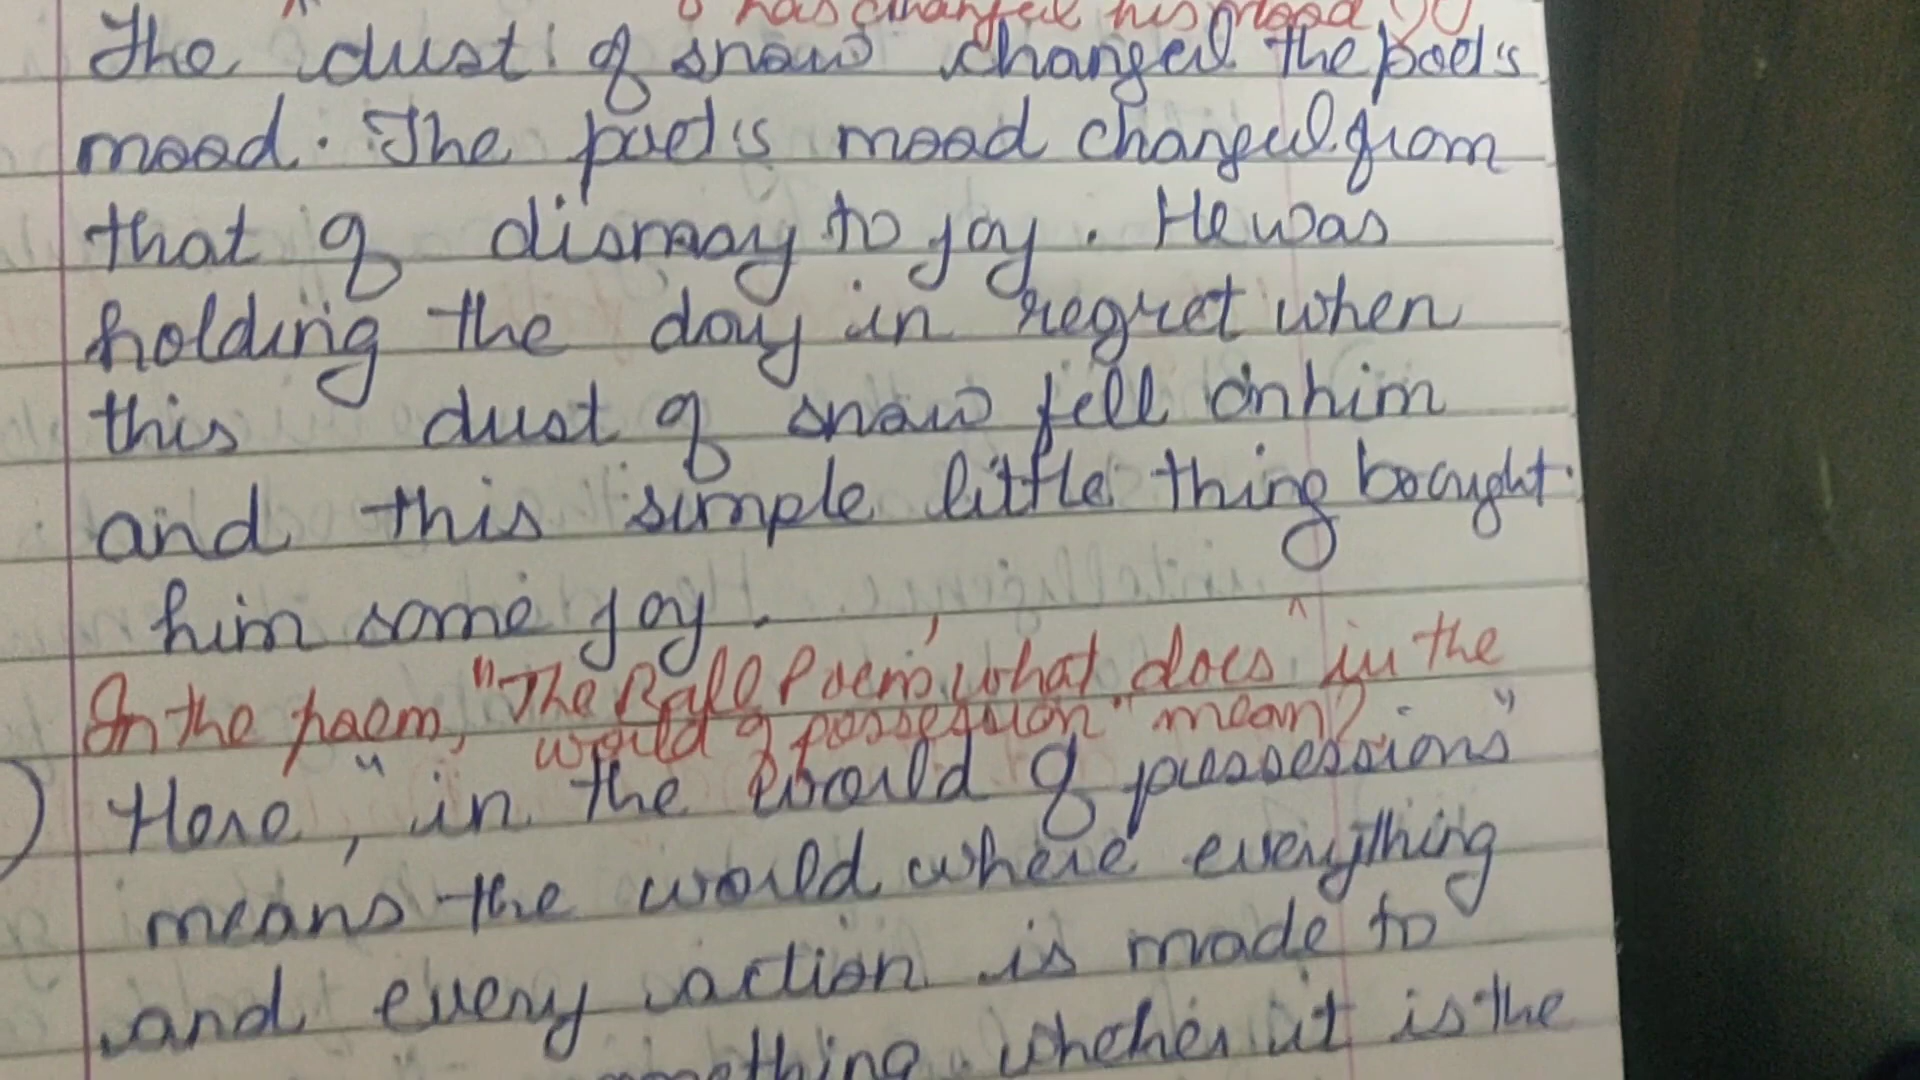 has changed his mood
The dust of snow changed the poet's
mood. The poet's mood changed from
that of dismay to joy. He was
holding the day in regret when
this dust of snow fell on him
and this simple little thing bought
him some joy.
In the poem, "The Ball Poem, what does "in the
world of possession" mean?
Here, "in the world of possessions"
means the world where everything
and every action is made to
whether it is the